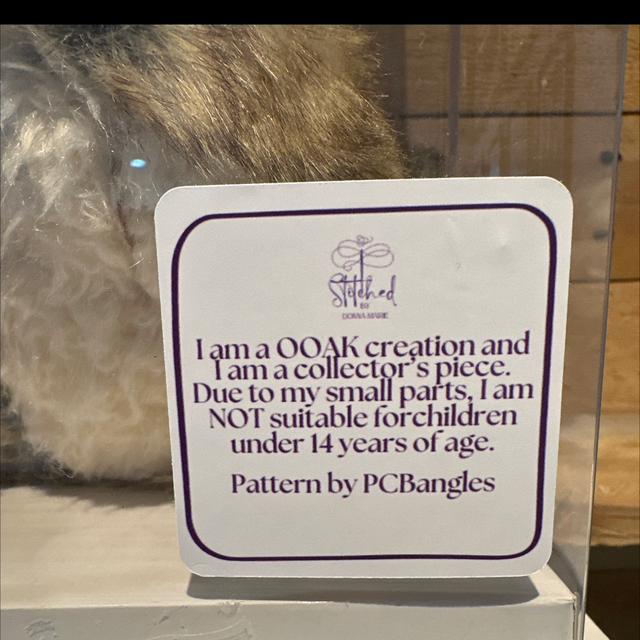 Stitched
BY
DONNA MARIE
I am a OOAK creation and
I am a collector's piece.
Due to my small parts, I am
NOT suitable forchildren
under 14 years of age.
Pattern by PCBangles